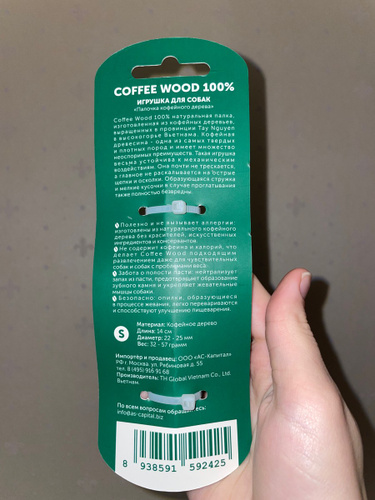 COFFEE WOOD 100%
ИГРУШКА ДЛЯ СОБАК
«Палочка кофейного дерева»
Coffee Wood 100% натуральная палка,
изготовленная из кофейных деревьев,
выращенных в провинции Тау Nguyen
в высокогорье Вьетнама. Кофейная
древесина - одна из самых твердых
и плотных пород и имеет множество
неоспоримых преимуществ. Такая игрушка
весьма устойчива к механическим
воздействиям. Она почти не трескается,
а главное не раскалывается на острые
щепки и осколки. Образующаяся стружка
и мелкие кусочки в случае проглатывания
также полностью безвредны.
Полезно и не вызывает аллергии:
изготовлены из натурального кофейного
дерева без красителей, искусственных
ингредиентов и консервантов.
Не содержит кофеина и калорий, что
делает Coffee Wood подходящим
развлечением даже для чувствительных
собак и собак с проблемами веса.
Забота о полости пасти: нейтрализует
запах из пасти, предотвращает образование
зубного камня и укрепляет жевательные
мышцы собаки.
Безопасно: опилки, образующиеся
в процессе жевания, легко перевариваются
и способствуют улучшению пищеварения.
S
Материал: Кофейное дерево
Длина: 14 см
Диаметр: 22 - 25 мм
Вес: 32 - 57 грамм
Импортёр и продавец: ООО «АС-Капитал»
РФ г. Москва, ул. Рябиновая д. 55
тел. 8 (495) 916 91 68
Производитель: TH Global Vietnam Co., Ltd.
Вьетнам.
По всем вопросам обращайтесь:
info@as-capital.biz
8 938591 592425